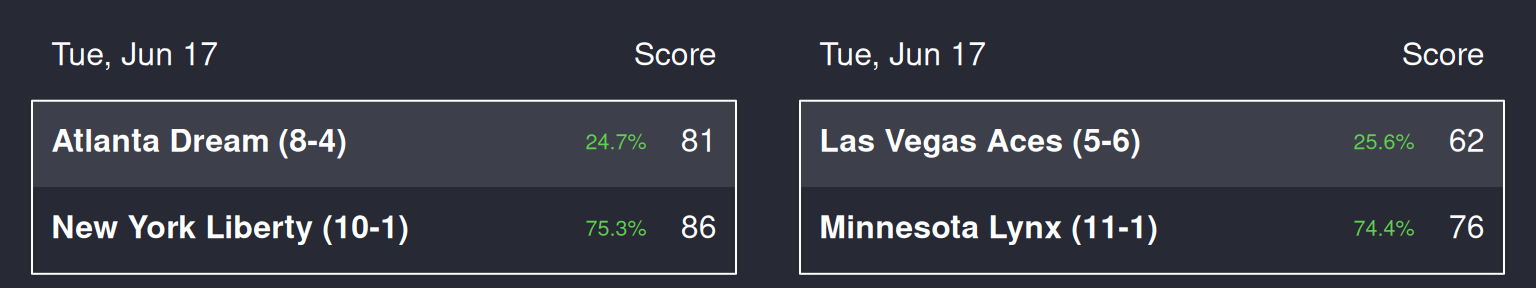 Tue, Jun 17 Score
Atlanta Dream (8-4) 24.7% 81
New York Liberty (10-1) 75.3% 86
Tue, Jun 17 Score
Las Vegas Aces (5-6) 25.6% 62
Minnesota Lynx (11-1) 74.4% 76